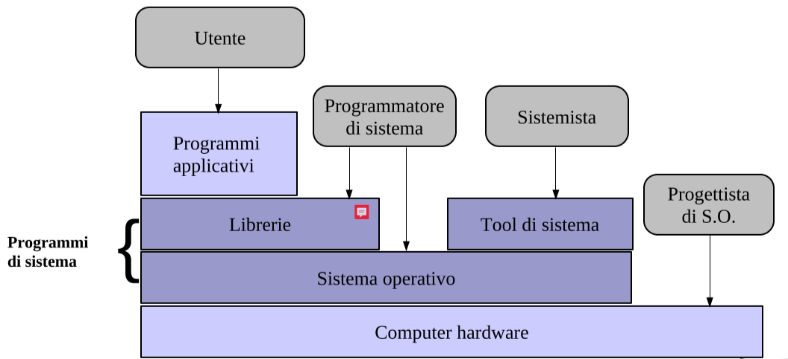 Utente
Programmatore
di sistema
Sistemista
Programmi
applicativi
Progettista
di S.O.
Librerie
Tool di sistema
Programmi
di sistema
Sistema operativo
Computer hardware